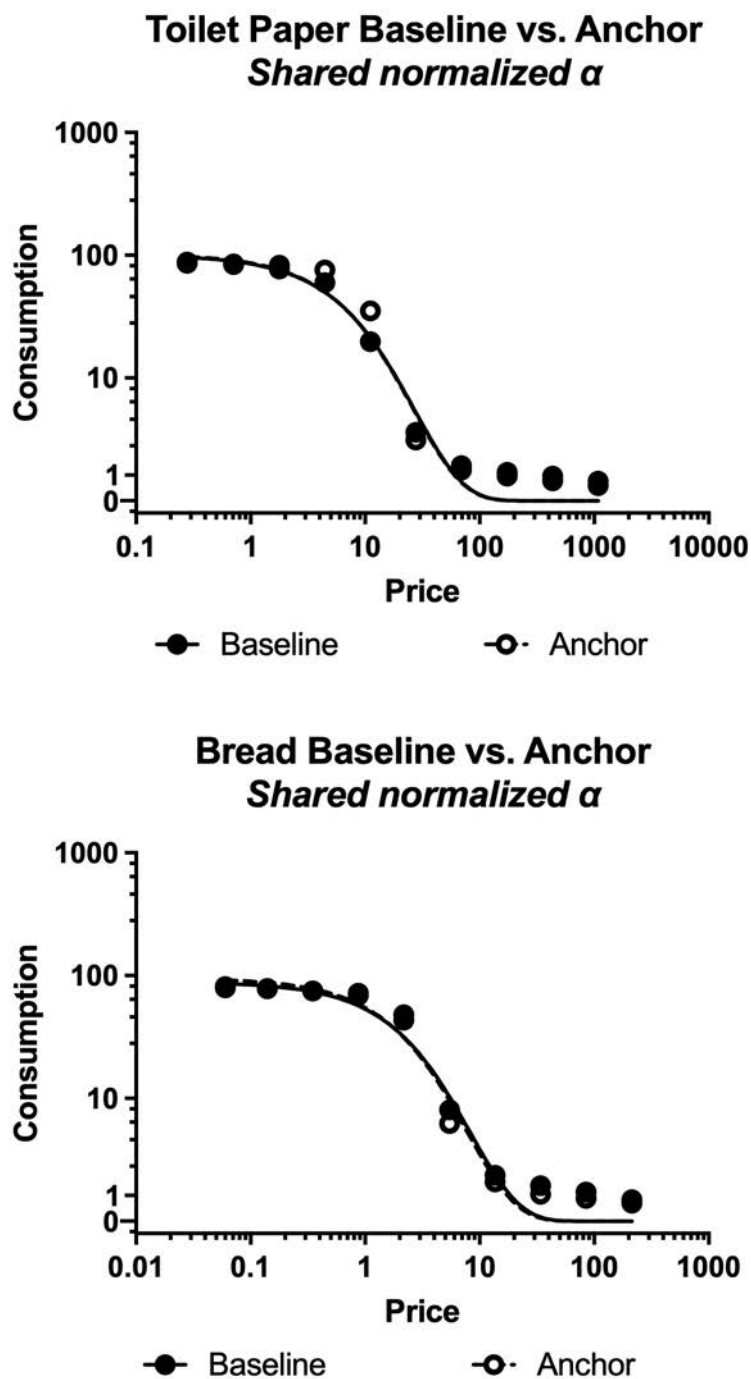 Toilet Paper Baseline vs. Anchor
Shared normalized α
1000
100
10
1
0
Consumption
0.1 1 10 100 1000 10000
Price
Baseline Anchor
Bread Baseline vs. Anchor
Shared normalized α
1000
100
10
1
0
Consumption
0.01 0.1 1 10 100 1000
Price
Baseline Anchor